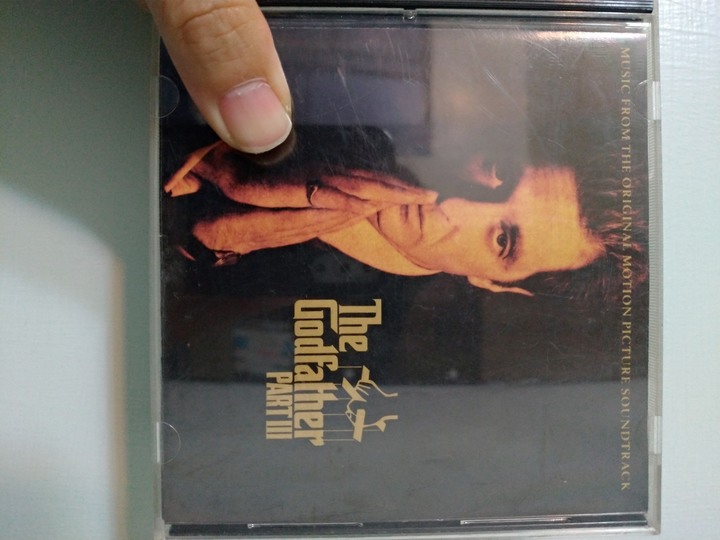 MUSIC FROM THE ORIGINAL MOTION PICTURE SOUNDTRACK
The
Godfather
PART III